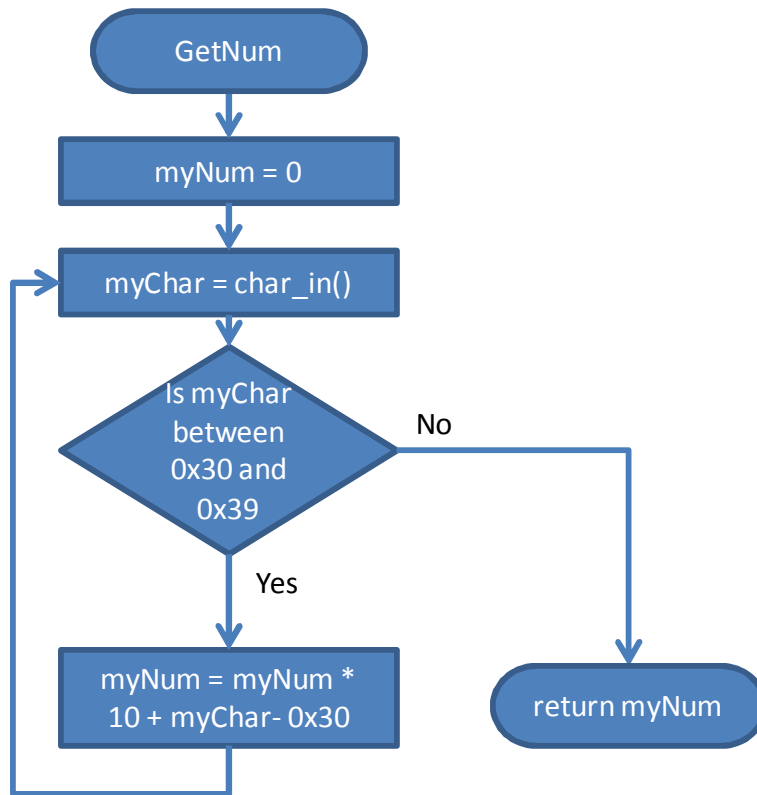 GetNum
myNum = 0
myChar = char_in()
Is myChar
between
0x30 and
0x39
No
Yes
myNum = myNum *
10 + myChar- 0x30
return myNum